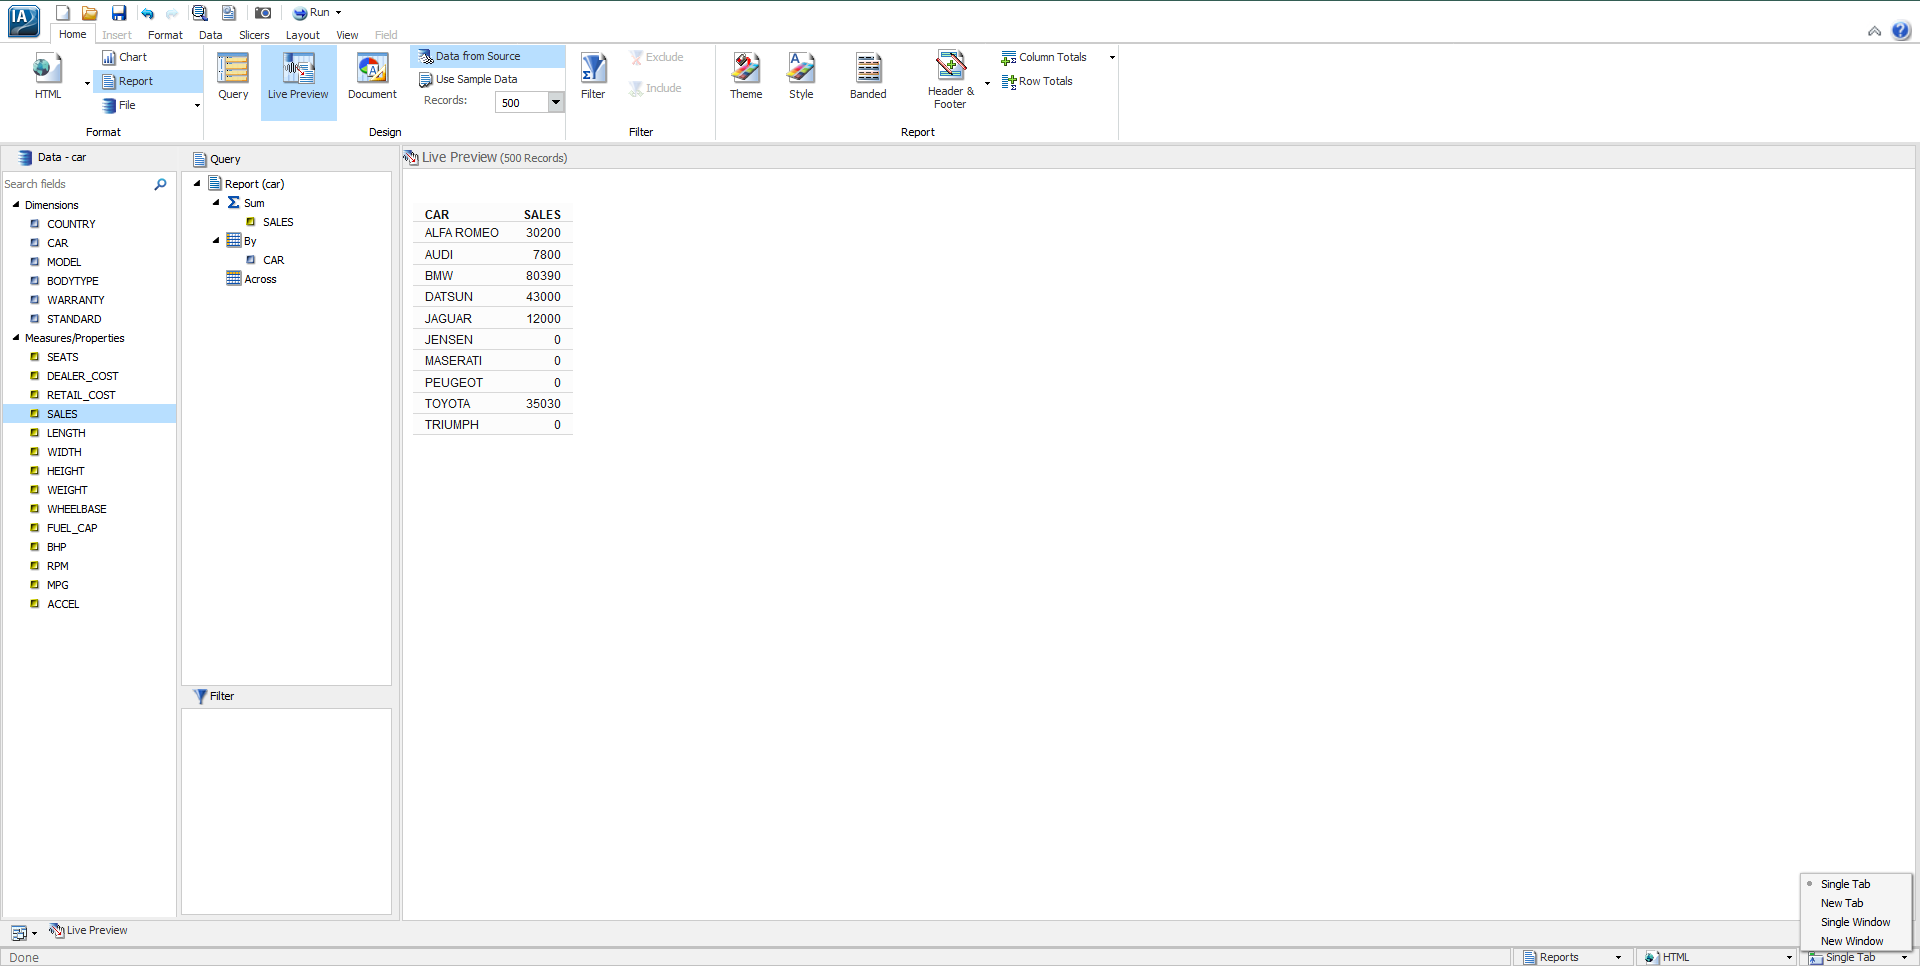 IA
Run
Home Insert Format Data Slicers Layout View Field
HTML
Chart
Report
File
Format
Query
Live Preview
Document
Data from Source
Use Sample Data
Records: 500
Design
Filter
Exclude
Include
Filter
Theme
Style
Banded
Header &
Footer
Column Totals
Row Totals
Report
Data - car
Search fields
Dimensions
COUNTRY
CAR
MODEL
BODYTYPE
WARRANTY
STANDARD
Measures/Properties
SEATS
DEALER_COST
RETAIL_COST
SALES
LENGTH
WIDTH
HEIGHT
WEIGHT
WHEELBASE
FUEL_CAP
BHP
RPM
MPG
ACCEL
Query
Report (car)
Sum
SALES
By
CAR
Across
Filter
Live Preview (500 Records)
CAR SALES
ALFA ROMEO 30200
AUDI 7800
BMW 80390
DATSUN 43000
JAGUAR 12000
JENSEN 0
MASERATI 0
PEUGEOT 0
TOYOTA 35030
TRIUMPH 0
Single Tab
New Tab
Single Window
New Window
Live Preview
Done
Reports
HTML
Single Tab